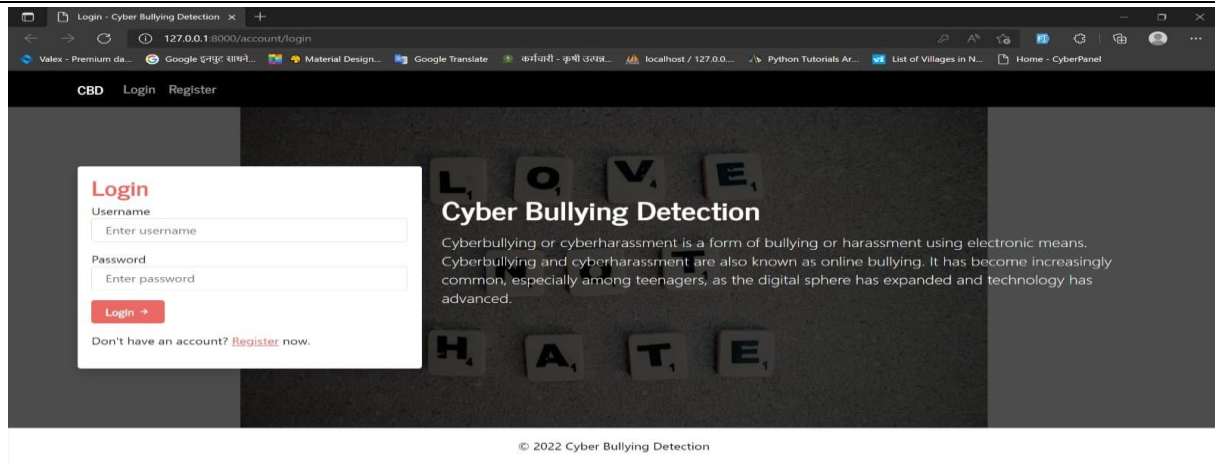 Login - Cyber Bullying Detection
127.0.0.1:8000/account/login
Valex - Premium da... Google इनपुट साधने... Material Design... Google Translate कर्मचारी - कृषी उत्पन्न... localhost / 127.0.0.... Python Tutorials Ar... List of Villages in N... Home - CyberPanel
CBD Login Register
L O V E
N O T
H A T E
Login
Username
Enter username
Password
Enter password
Login →
Don't have an account? Register now.
Cyber Bullying Detection
Cyberbullying or cyberharassment is a form of bullying or harassment using electronic means.
Cyberbullying and cyberharassment are also known as online bullying. It has become increasingly
common, especially among teenagers, as the digital sphere has expanded and technology has
advanced.
© 2022 Cyber Bullying Detection